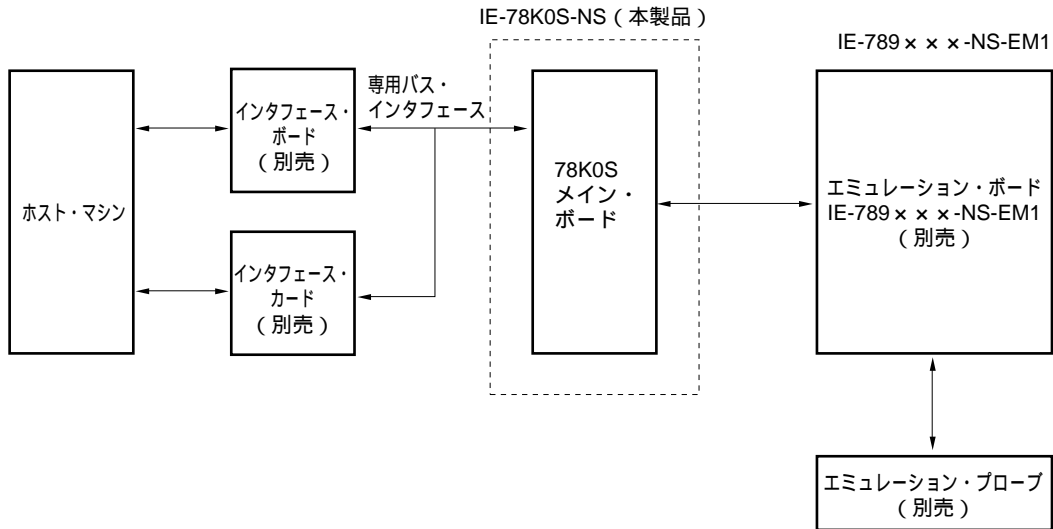 IE-78K0S-NS（本製品）
IE-789×××-NS-EM1
専用バス・
インタフェース
インタフェース・
ボード
（別売）
ホスト・マシン
78K0S
メイン・
ボード
エミュレーション・ボード
IE-789×××-NS-EM1
（別売）
インタフェース・
カード
（別売）
エミュレーション・プローブ
（別売）